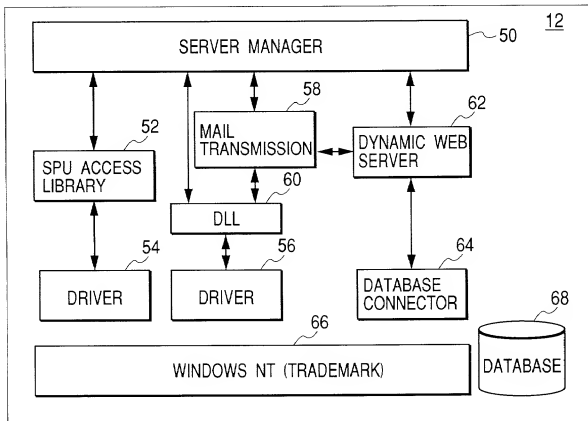 12
SERVER MANAGER
50
58
62
52
MAIL
TRANSMISSION
DYNAMIC WEB
SERVER
SPU ACCESS
LIBRARY
60
DLL
54
56
64
DRIVER
DRIVER
DATABASE
CONNECTOR
66
68
WINDOWS NT (TRADEMARK)
DATABASE